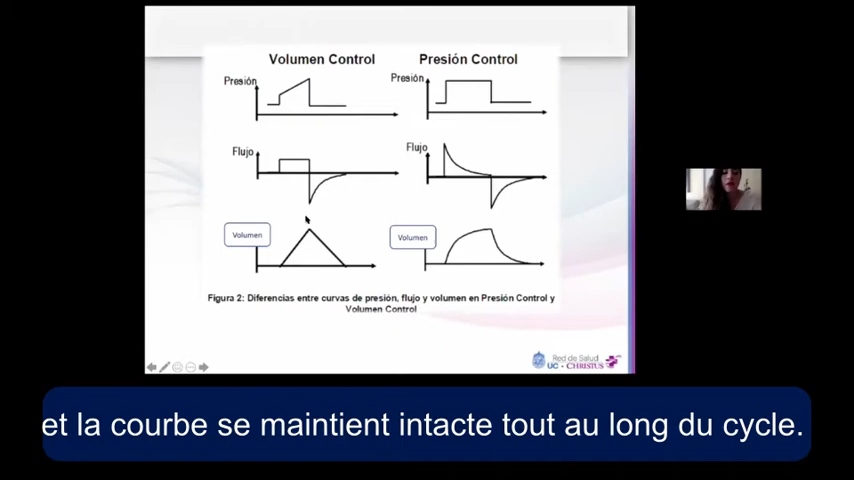 Volumen Control
Presión Control
Presión
Presión
Flujo
Flujo
Volumen
Volumen
Figura 2: Diferencias entre curvas de presión, flujo y volumen en Presión Control y
Volumen Control
Red de Salud
UC · CHRISTUS
et la courbe se maintient intacte tout au long du cycle.